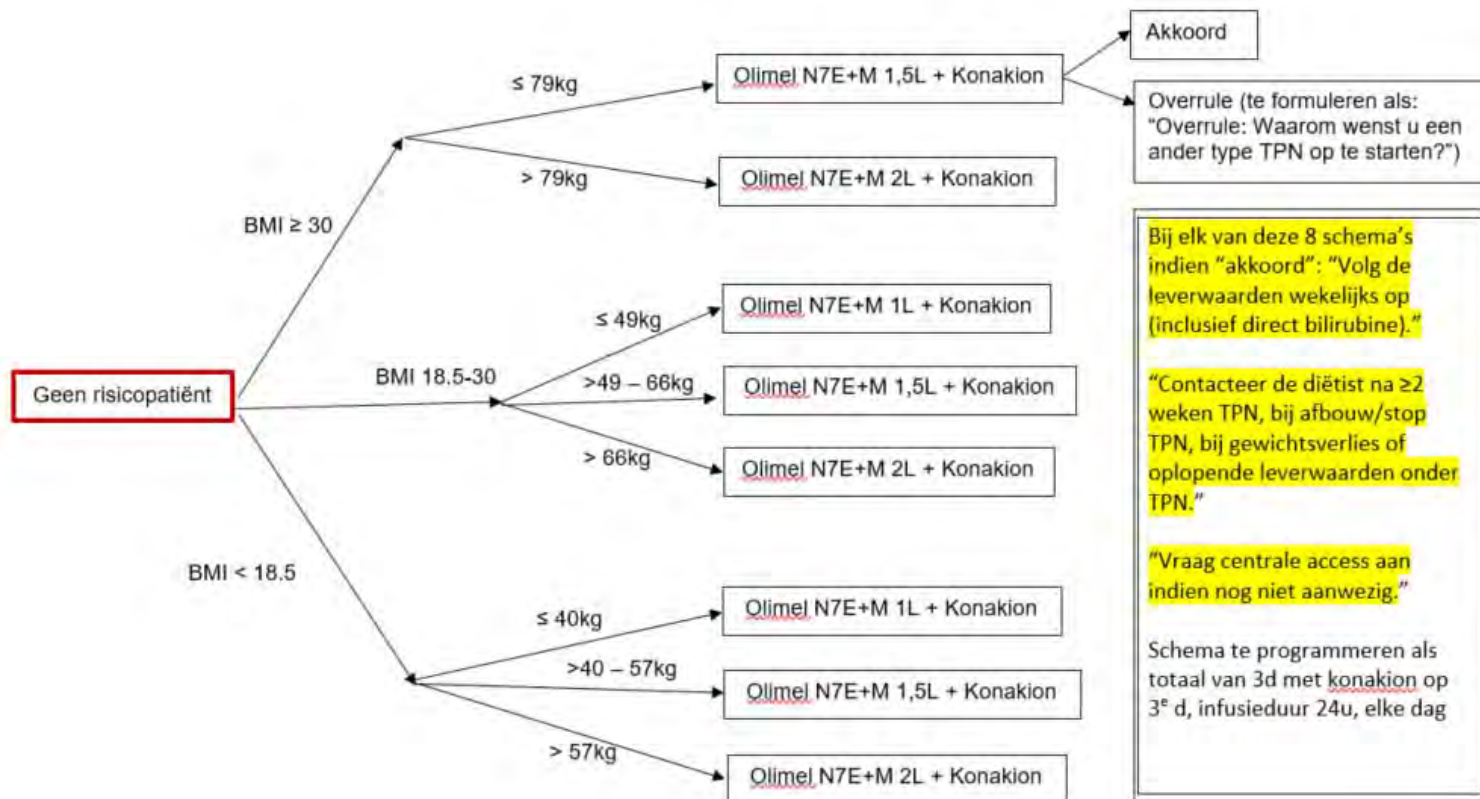 Geen risicopatiënt
BMI ≥ 30
≤ 79kg
Olimel N7E+M 1,5L + Konakion
> 79kg
Olimel N7E+M 2L + Konakion
BMI 18.5-30
≤ 49kg
Olimel N7E+M 1L + Konakion
>49 – 66kg
Olimel N7E+M 1,5L + Konakion
> 66kg
Olimel N7E+M 2L + Konakion
BMI < 18.5
≤ 40kg
Olimel N7E+M 1L + Konakion
>40 – 57kg
Olimel N7E+M 1,5L + Konakion
> 57kg
Olimel N7E+M 2L + Konakion
Akkoord
Overrule (te formuleren als:
“Overrule: Waarom wenst u een
ander type TPN op te starten?”)
Bij elk van deze 8 schema’s
indien “akkoord”: “Volg de
leverwaarden wekelijks op
(inclusief direct bilirubine).”
“Contacteer de diëtist na ≥2
weken TPN, bij afbouw/stop
TPN, bij gewichtsverlies of
oplopende leverwaarden onder
TPN.”
“Vraag centrale access aan
indien nog niet aanwezig.”
Schema te programmeren als
totaal van 3d met konakion op
3ᵉ d, infusieduur 24u, elke dag